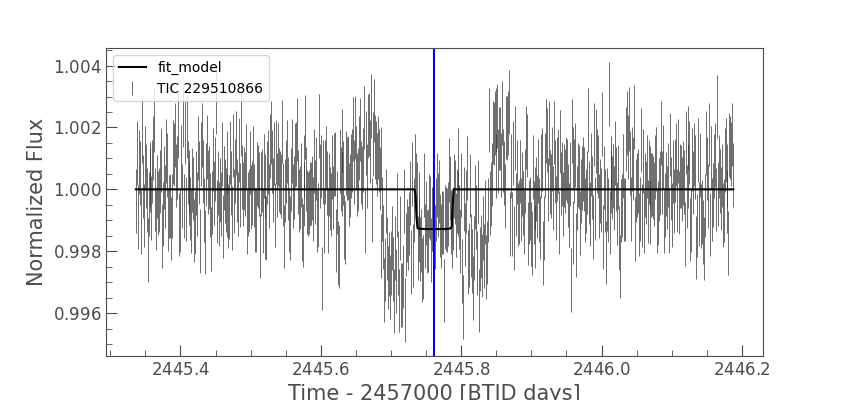 fit_model
TIC 229510866
1.004
1.002
1.000
0.998
0.996
Normalized Flux
2445.4 2445.6 2445.8 2446.0 2446.2
Time - 2457000 [BTJD days]